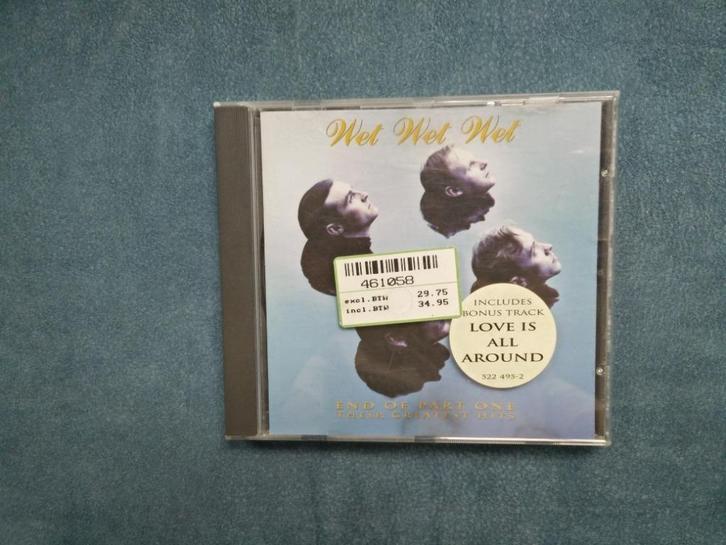 Wet Wet Wet
461058
excl.BTW 29.75
incl.BTW 34.95
INCLUDES
BONUS TRACK
LOVE IS
ALL
AROUND
522 495-2
END OF PART ONE
THEIR GREATEST HITS